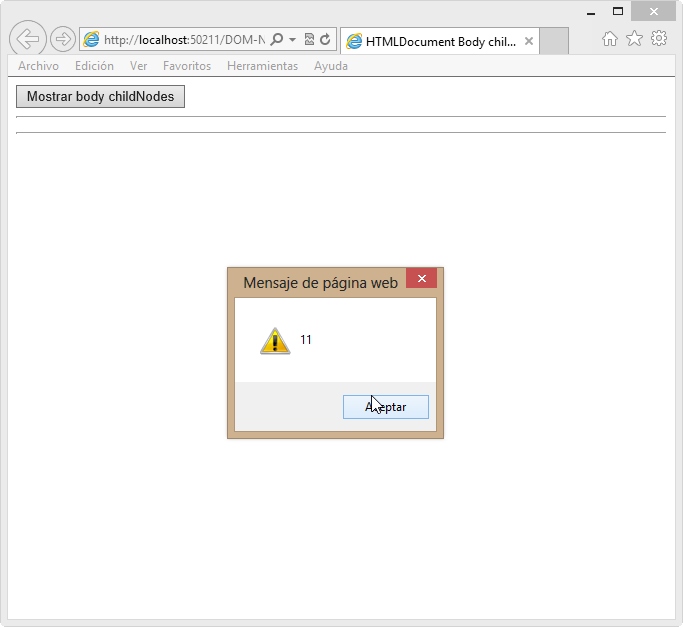 http://localhost:50211/DOM-N
HTMLDocument Body chil...
Archivo Edición Ver Favoritos Herramientas Ayuda
Mostrar body childNodes
Mensaje de página web
11
Aceptar